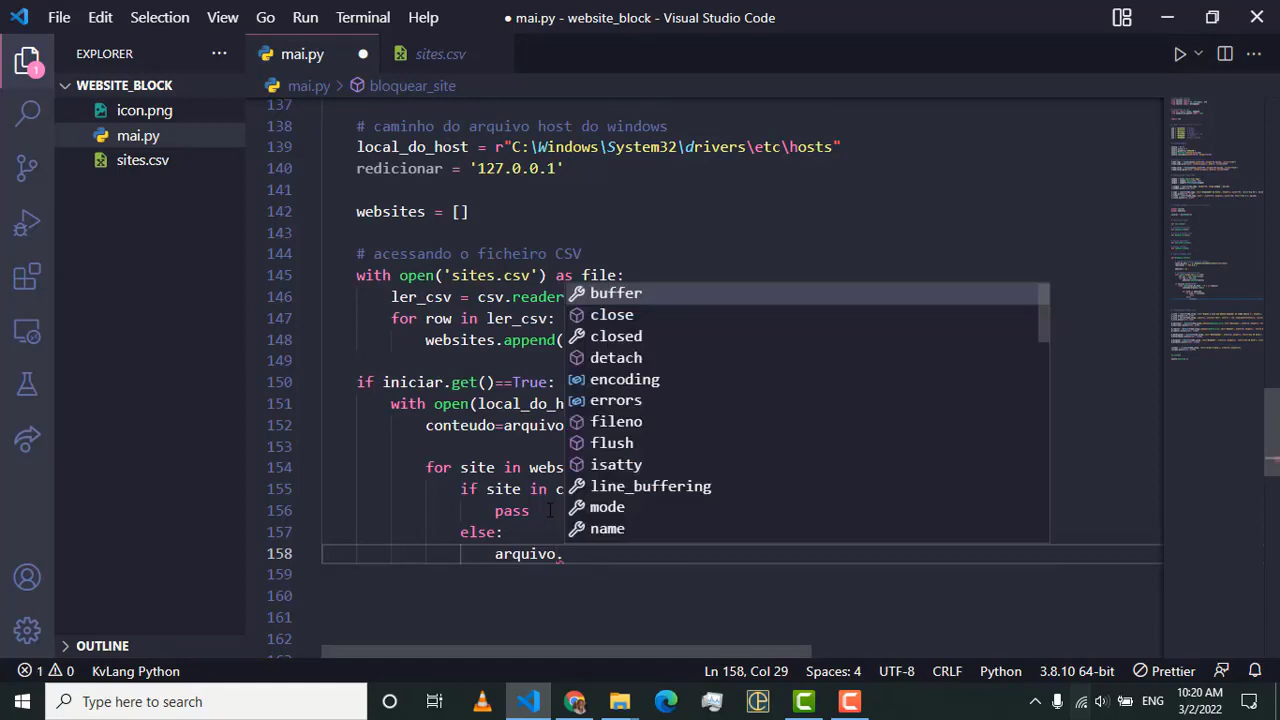 File Edit Selection View Go Run Terminal Help
● mai.py - website_block - Visual Studio Code
EXPLORER
mai.py
sites.csv
WEBSITE_BLOCK
mai.py > bloquear_site
icon.png
mai.py
sites.csv
1
137
138 # caminho do arquivo host do windows
139 local_do_host = r"C:\Windows\System32\drivers\etc\hosts"
140 redicionar = '127.0.0.1'
141
142 websites = []
143
144 # acessando o ficheiro CSV
145 with open('sites.csv') as file:
146 ler_csv = csv.reader
147 for row in ler_csv:
148 websites.append(
149
150 if iniciar.get()==True:
151 with open(local_do_h
152 conteudo=arquivo
153
154 for site in webs
155 if site in c
156 pass
157 else:
158 arquivo.
159
160
161
162
buffer
close
closed
detach
encoding
errors
fileno
flush
isatty
line_buffering
mode
name
OUTLINE
1 0 KyLang Python
Ln 158, Col 29 Spaces: 4 UTF-8 CRLF Python 3.8.10 64-bit Prettier
Type here to search
ENG
10:20 AM
3/2/2022